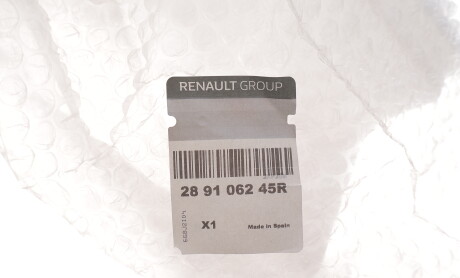 RENAULT GROUP
28 91 062 45R
X1
Made in Spain